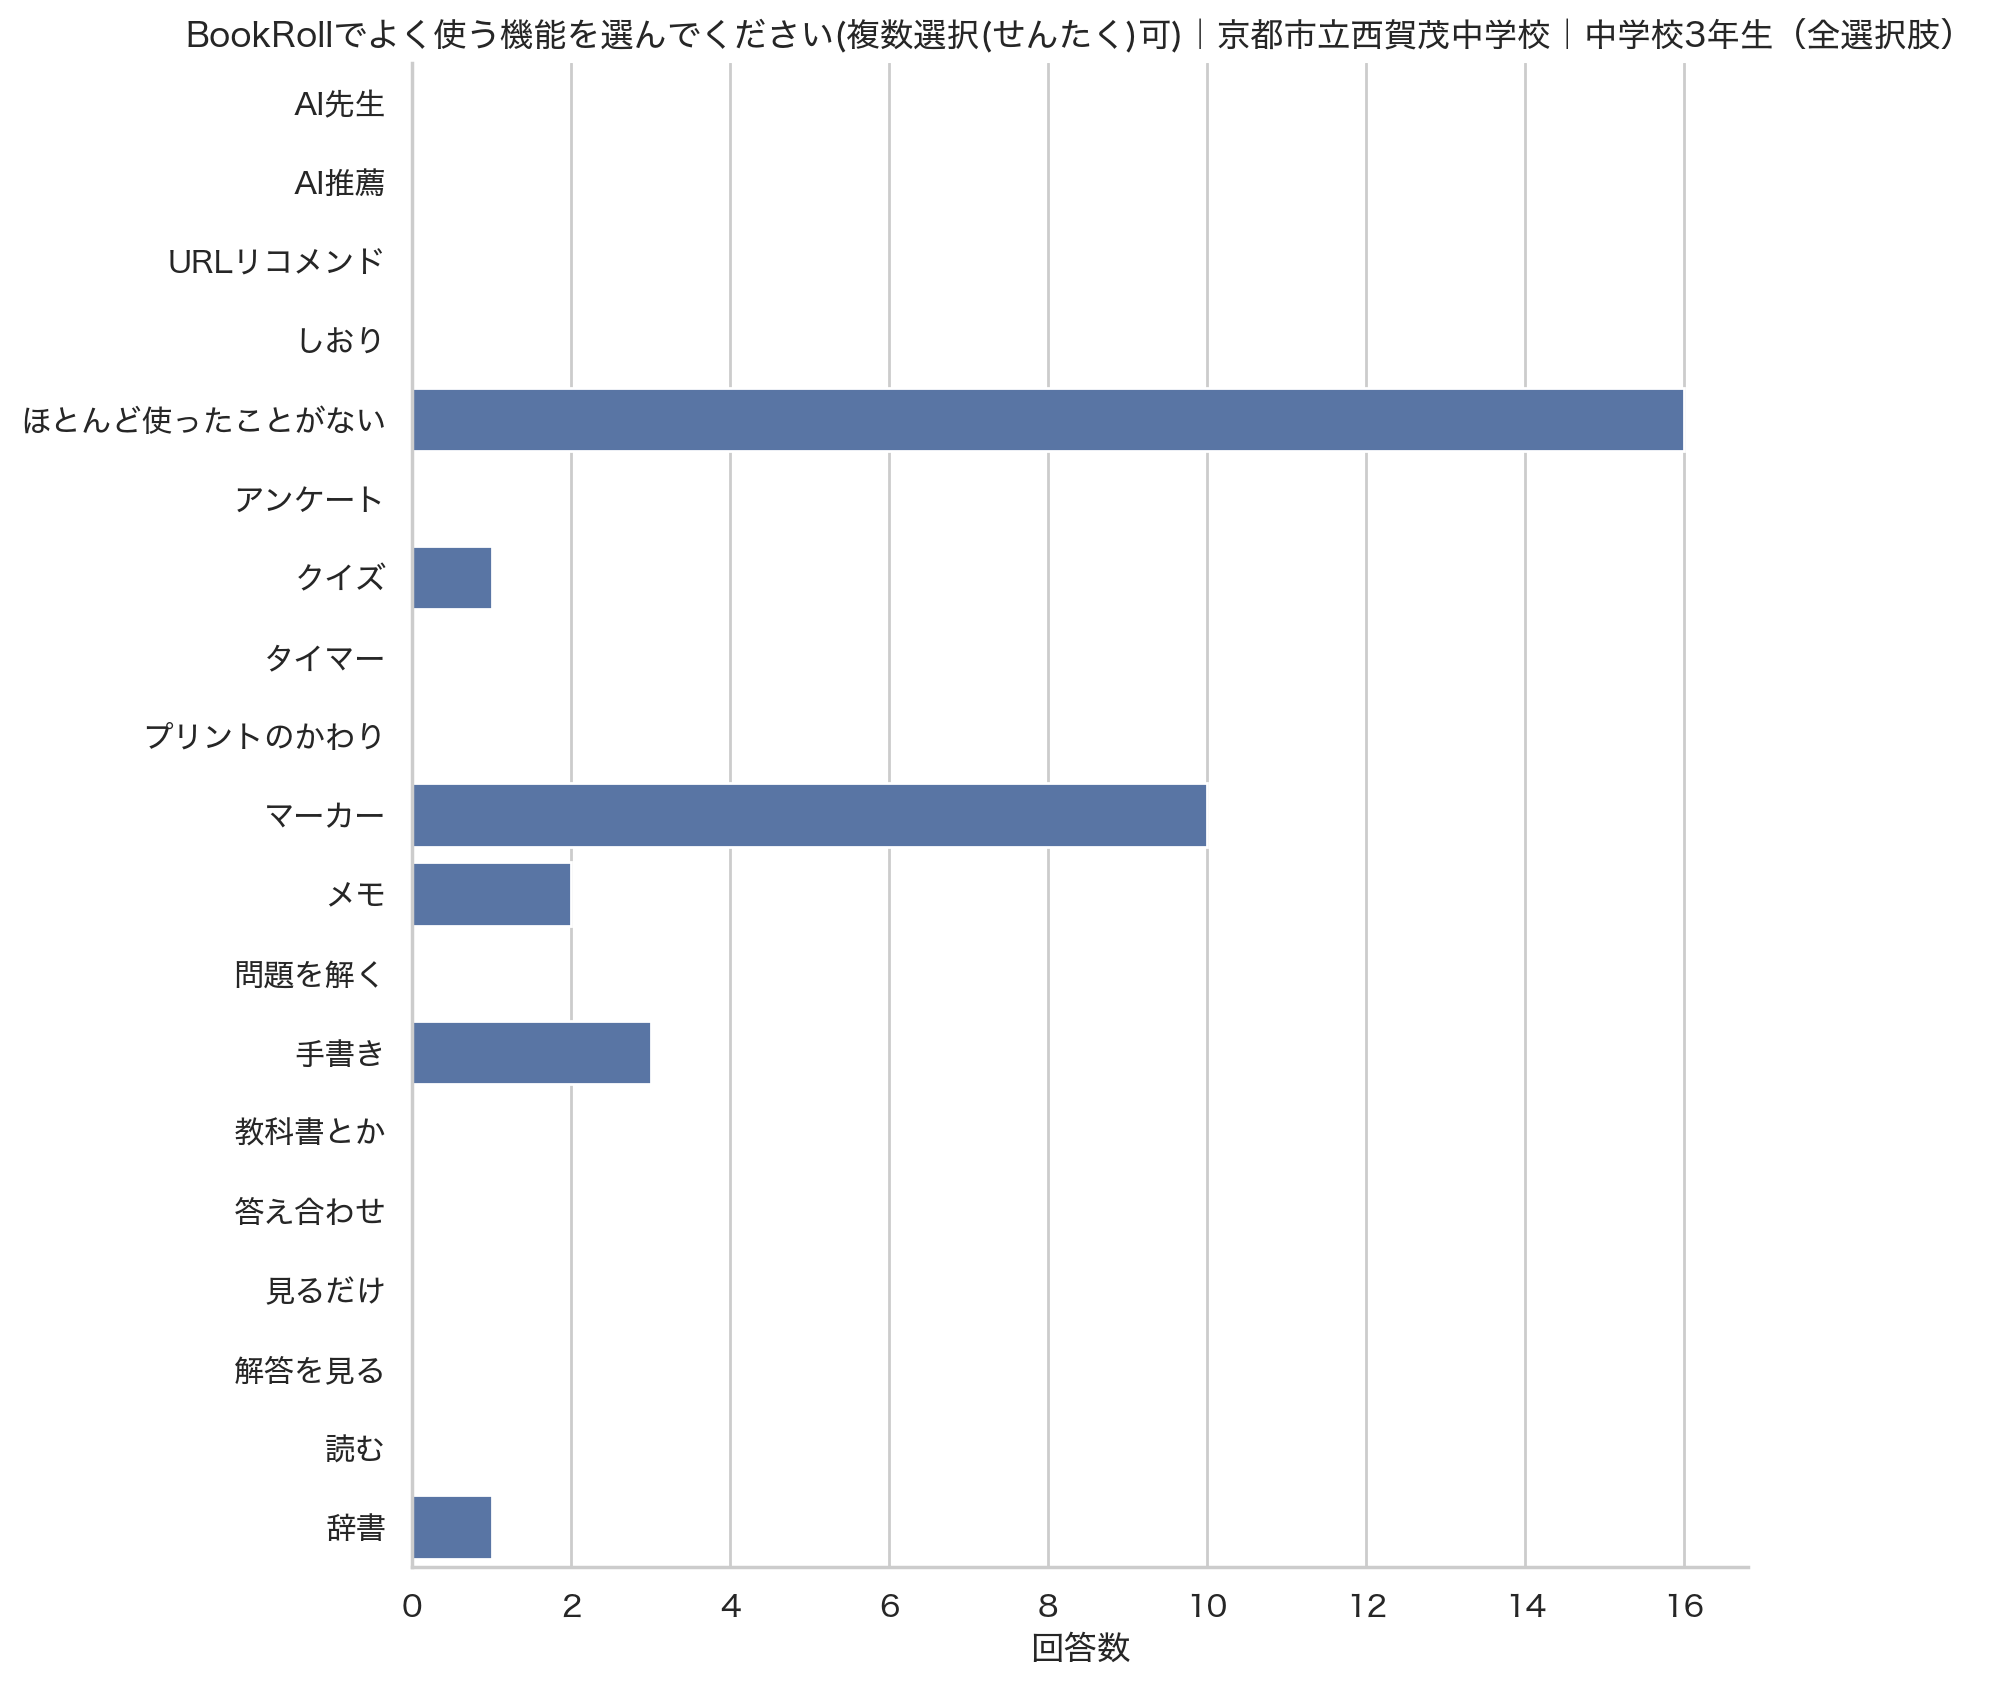 BookRollでよく使う機能を選んでください(複数選択(せんたく)可)｜京都市立西賀茂中学校｜中学校3年生（全選択肢）
AI先生
AI推薦
URLリコメンド
しおり
ほとんど使ったことがない
アンケート
クイズ
タイマー
プリントのかわり
マーカー
メモ
問題を解く
手書き
教科書とか
答え合わせ
見るだけ
解答を見る
読む
辞書
0 2 4 6 8 10 12 14 16
回答数